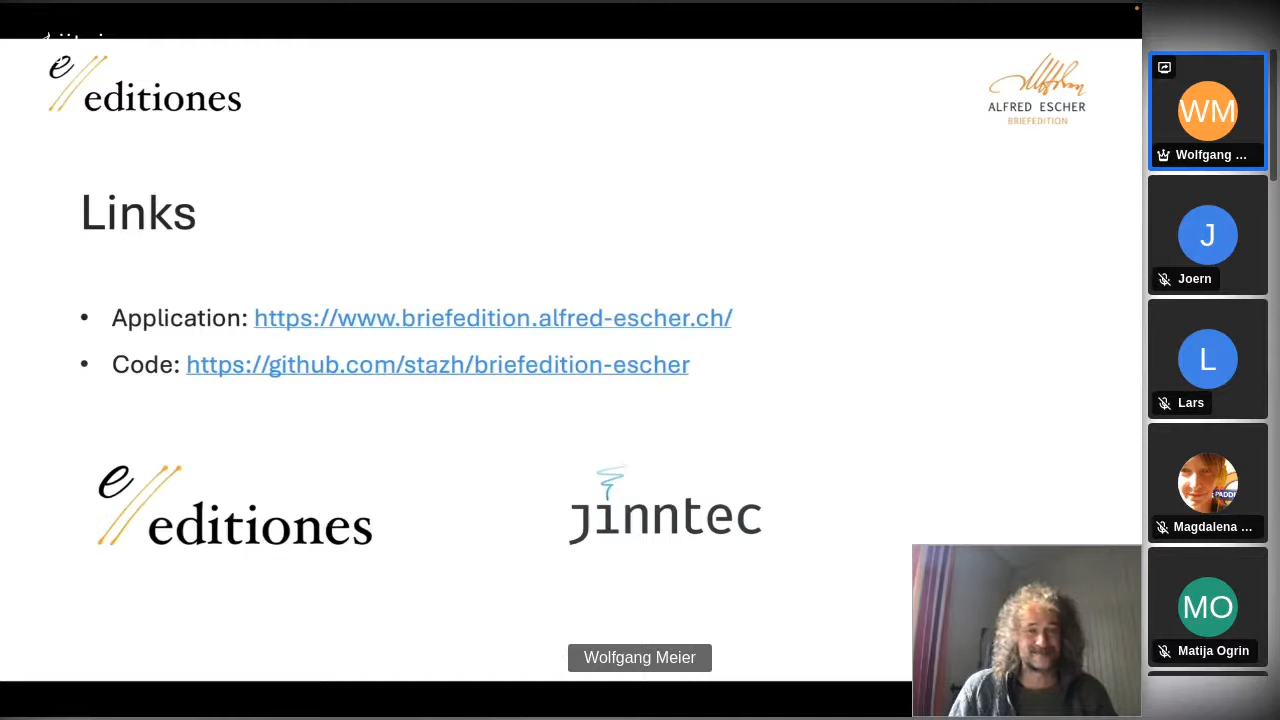 e
editiones
ALFRED ESCHER
BRIEFEDITION
Links
• Application: https://www.briefedition.alfred-escher.ch/
• Code: https://github.com/stazh/briefedition-escher
e
editiones
jinntec
Wolfgang Meier
WM
Wolfgang ...
J
Joern
L
Lars
PADDE
Magdalena ...
MO
Matija Ogrin